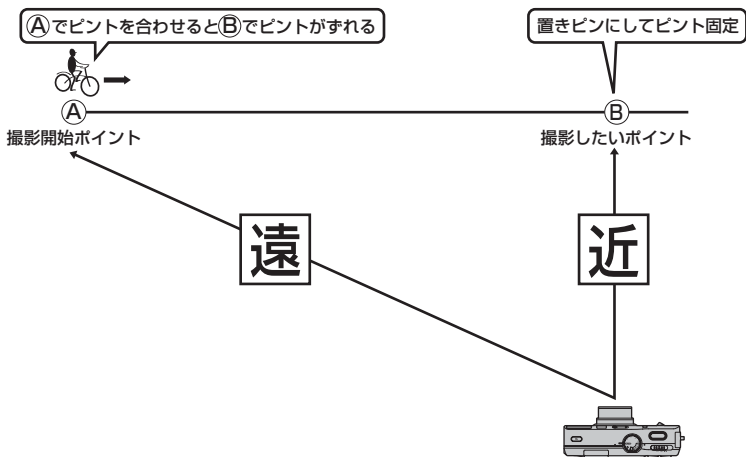 Ⓐでピントを合わせるとⒷでピントがずれる
置きピンにしてピント固定
Ⓐ
Ⓑ
撮影開始ポイント
撮影したいポイント
遠
近